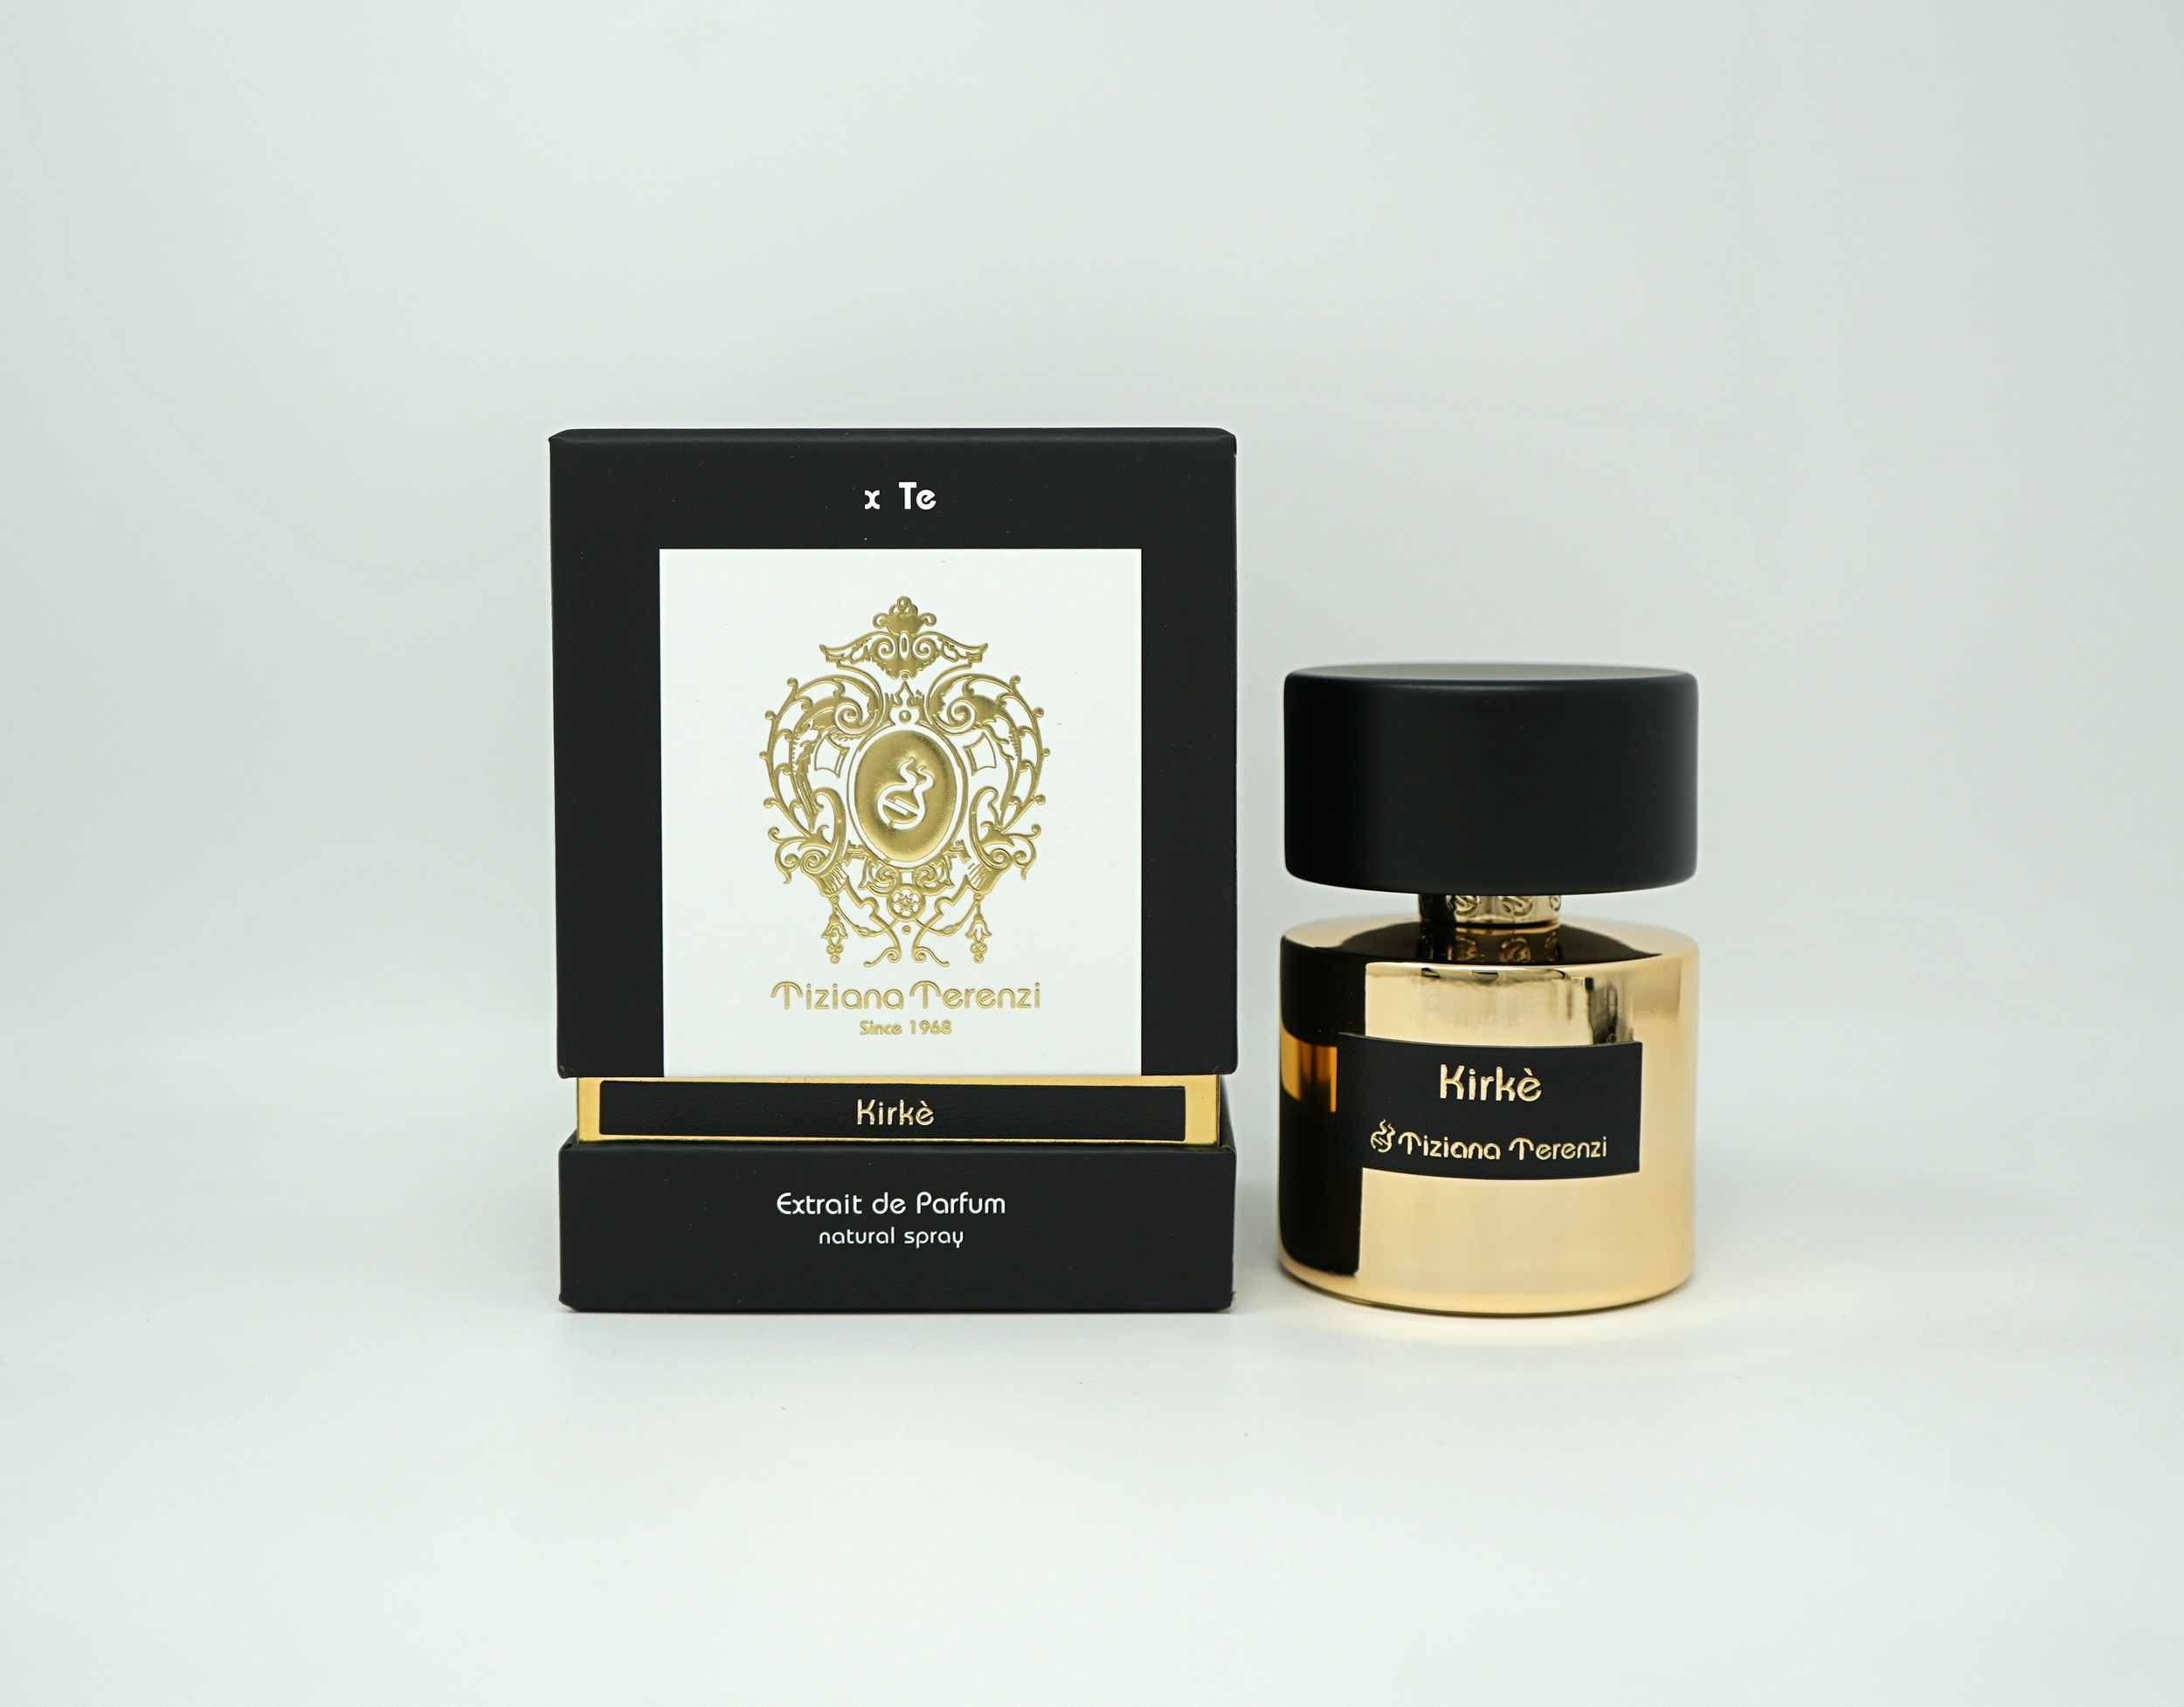 x Te
Tiziana Terenzi
Since 1968
Kirkè
Extrait de Parfum
natural spray
Kirkè
Tiziana Terenzi